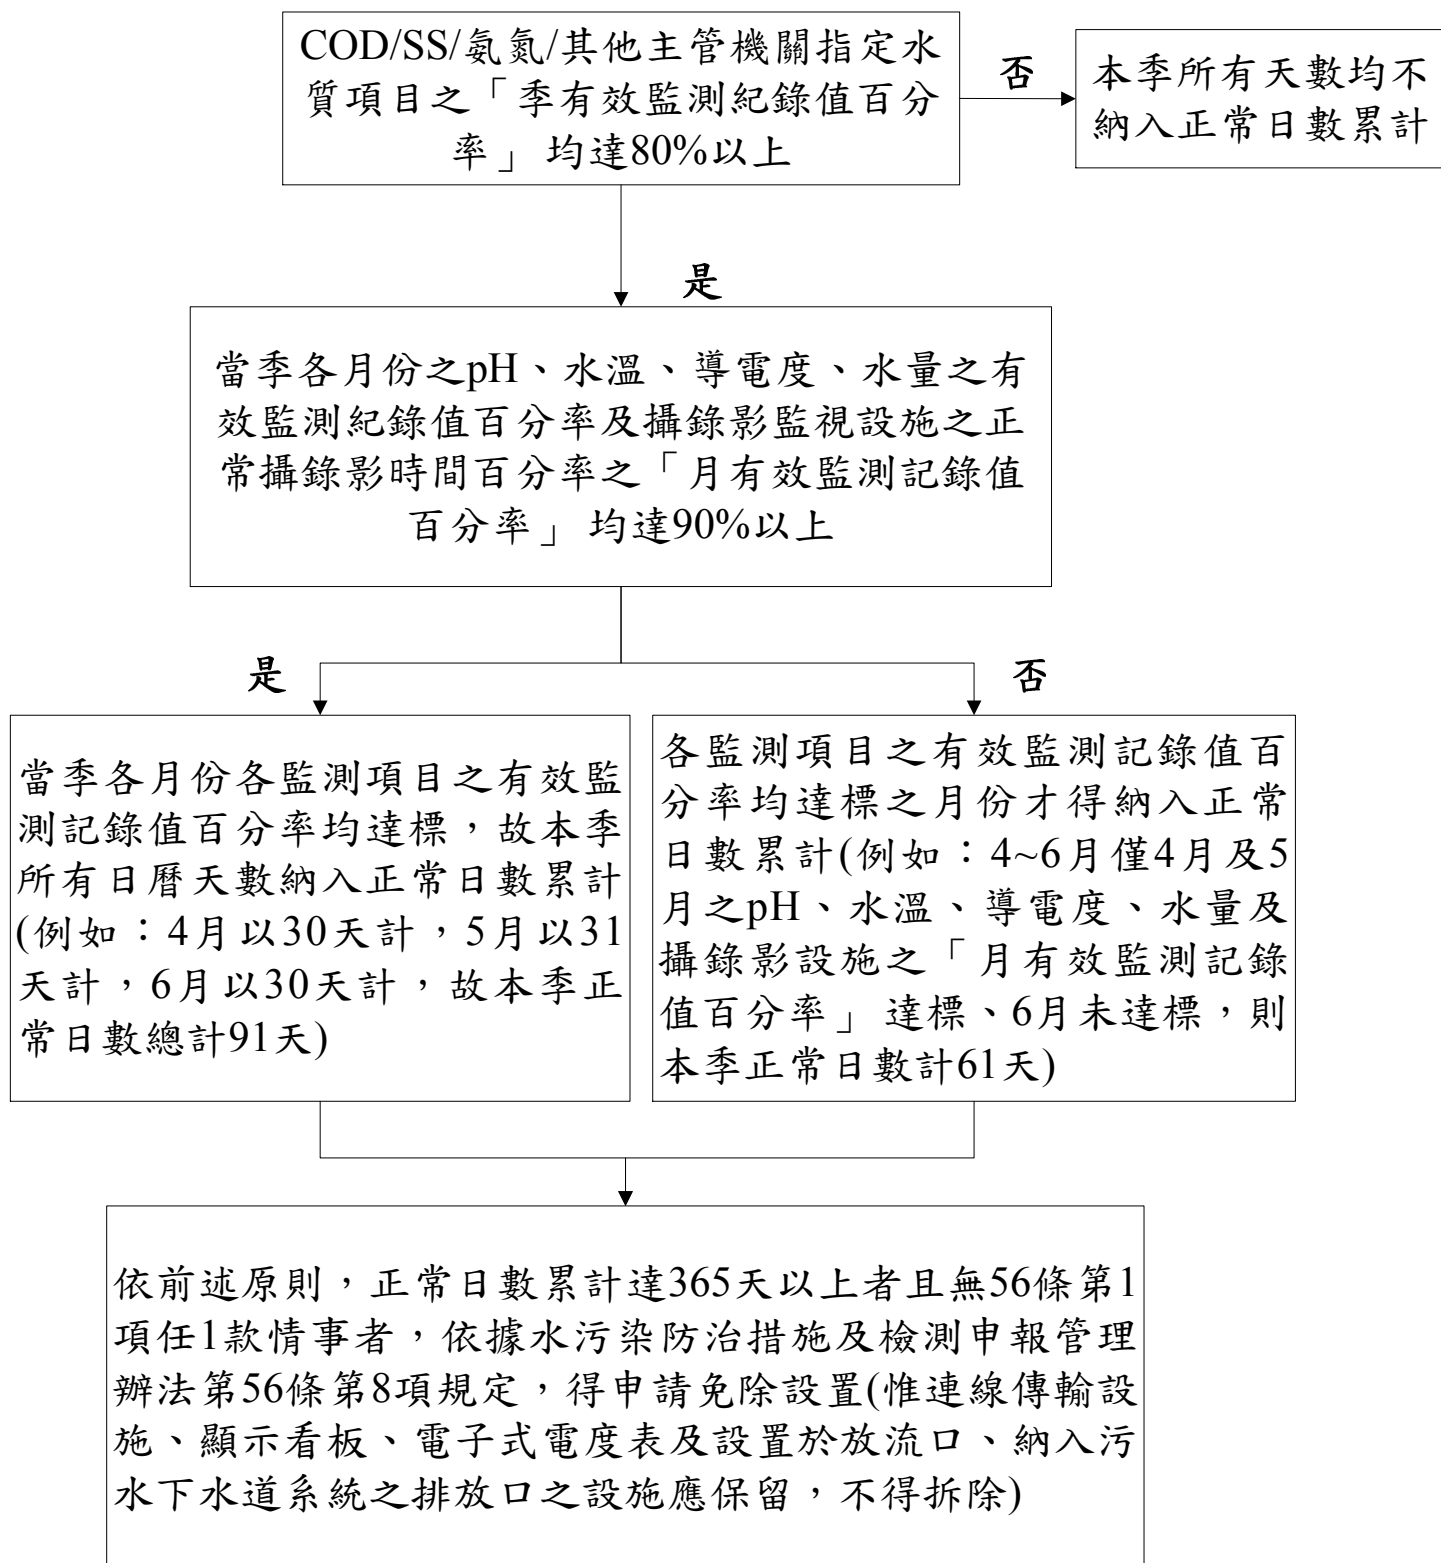 COD/SS/氨氮/其他主管機關指定水
質項目之「季有效監測紀錄值百分
率」 均達80%以上
否
本季所有天數均不
納入正常日數累計
是
當季各月份之pH、水溫、導電度、水量之有
效監測紀錄值百分率及攝錄影監視設施之正
常攝錄影時間百分率之「月有效監測記錄值
百分率」 均達90%以上
是
否
當季各月份各監測項目之有效監
測記錄值百分率均達標，故本季
所有日曆天數納入正常日數累計
(例如：4月以30天計，5月以31
天計，6月以30天計，故本季正
常日數總計91天)
各監測項目之有效監測記錄值百
分率均達標之月份才得納入正常
日數累計(例如：4~6月僅4月及5
月之pH、水溫、導電度、水量及
攝錄影設施之「月有效監測記錄
值百分率」 達標、6月未達標，則
本季正常日數計61天)
依前述原則，正常日數累計達365天以上者且無56條第1
項任1款情事者，依據水污染防治措施及檢測申報管理
辦法第56條第8項規定，得申請免除設置(惟連線傳輸設
施、顯示看板、電子式電度表及設置於放流口、納入污
水下水道系統之排放口之設施應保留，不得拆除)